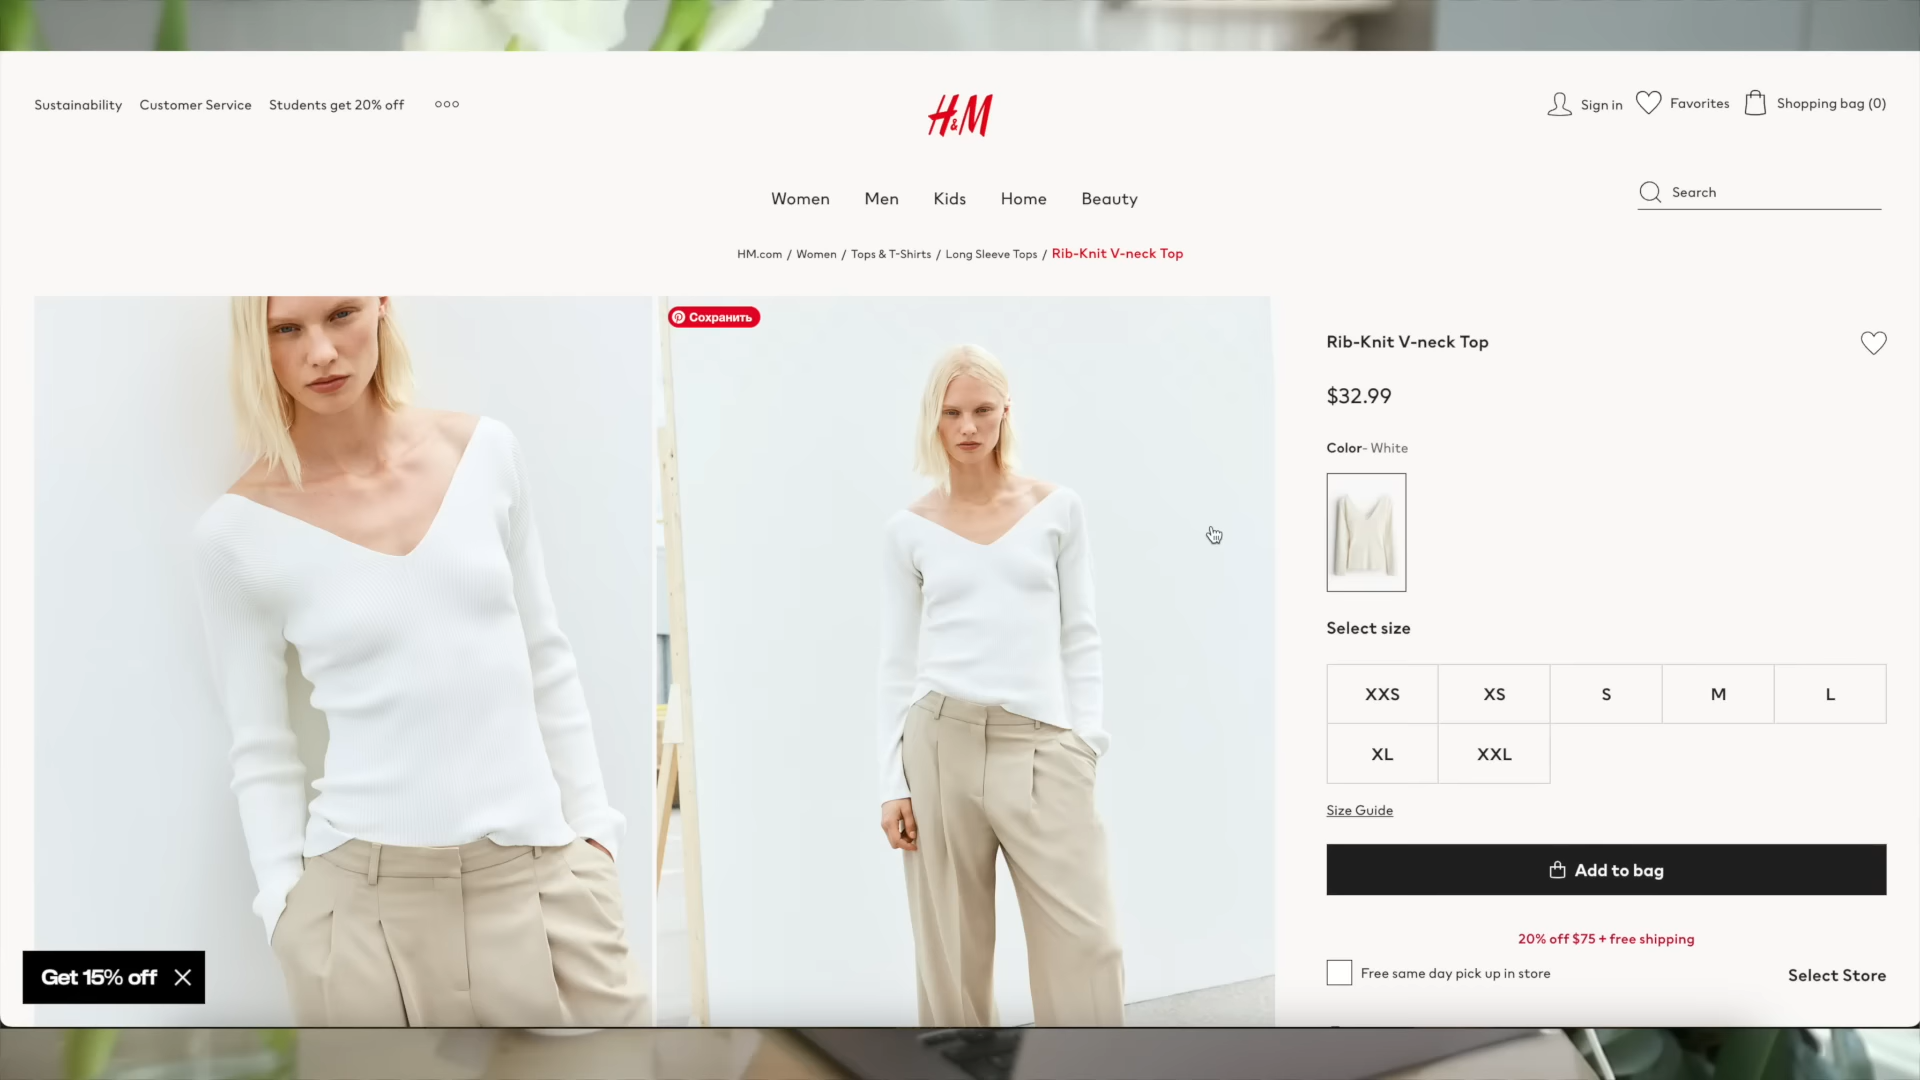 Sustainability Customer Service Students get 20% off
H&M
Sign in Favorites Shopping bag (0)
Women Men Kids Home Beauty
Search
HM.com / Women / Tops & T-Shirts / Long Sleeve Tops / Rib-Knit V-neck Top
Сохранить
Rib-Knit V-neck Top
$32.99
Color- White
Select size
XXS XS S M L
XL XXL
Size Guide
Add to bag
20% off $75 + free shipping
Free same day pick up in store
Select Store
Get 15% off